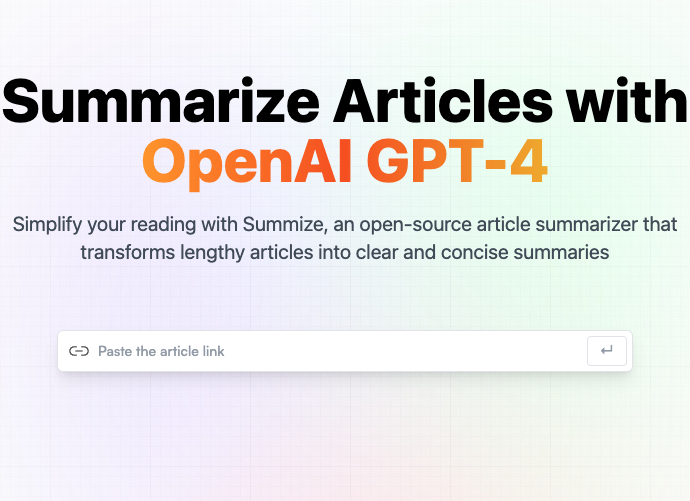 Summarize Articles with
OpenAI GPT-4
Simplify your reading with Summize, an open-source article summarizer that
transforms lengthy articles into clear and concise summaries
Paste the article link